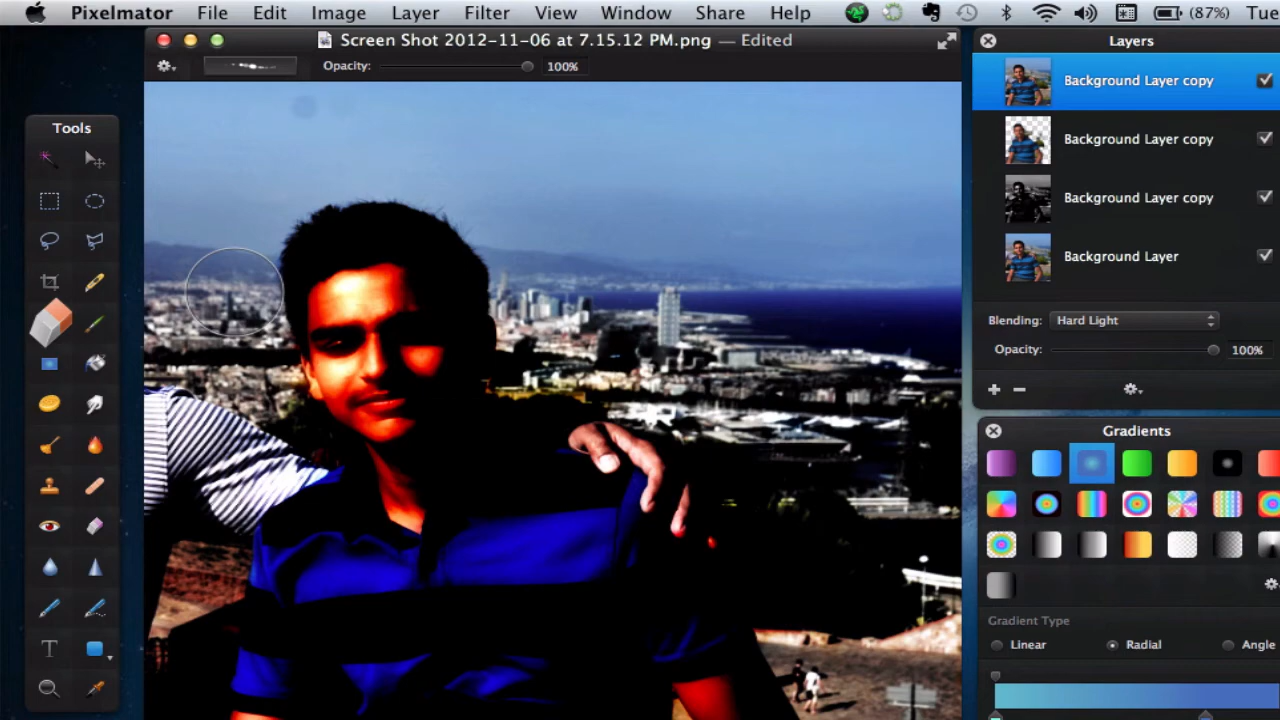 Pixelmator File Edit Image Layer Filter View Window Share Help (87%) Tue
Screen Shot 2012-11-06 at 7.15.12 PM.png — Edited
Opacity: 100%
Tools
Layers
Background Layer copy
Background Layer copy
Background Layer copy
Background Layer
Blending: Hard Light
Opacity: 100%
Gradients
Gradient Type
Linear Radial Angle